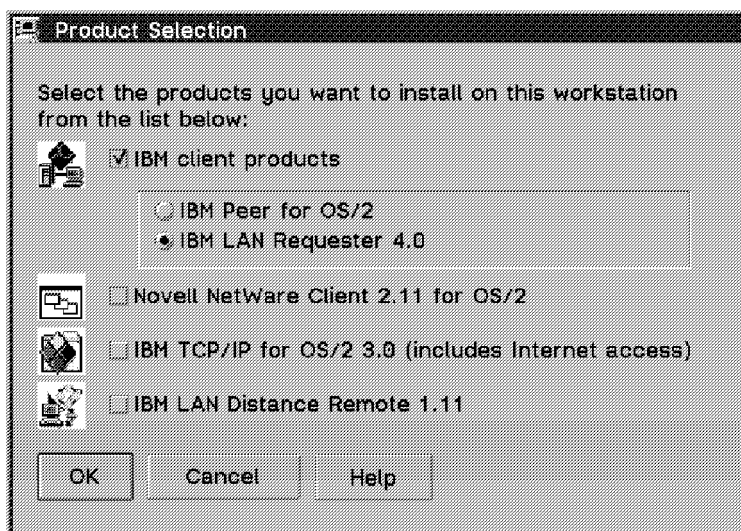 Product Selection
Select the products you want to install on this workstation
from the list below:
IBM client products
IBM Peer for OS/2
IBM LAN Requester 4.0
Novell NetWare Client 2.11 for OS/2
IBM TCP/IP for OS/2 3.0 (includes Internet access)
IBM LAN Distance Remote 1.11
OK Cancel Help